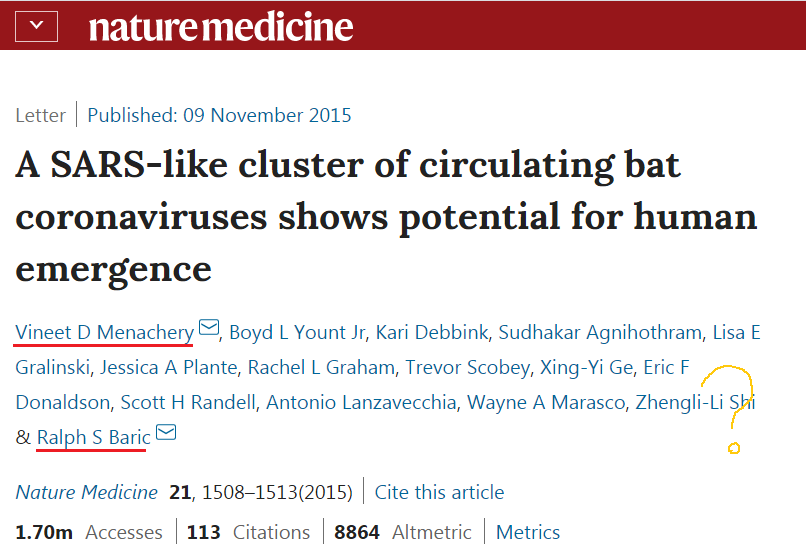 nature medicine
Letter | Published: 09 November 2015
A SARS-like cluster of circulating bat
coronaviruses shows potential for human
emergence
Vineet D Menachery, Boyd L Yount Jr, Kari Debbink, Sudhakar Agnihothram, Lisa E
Gralinski, Jessica A Plante, Rachel L Graham, Trevor Scobey, Xing-Yi Ge, Eric F
Donaldson, Scott H Randell, Antonio Lanzavecchia, Wayne A Marasco, Zhengli-Li Shi
& Ralph S Baric
?
Nature Medicine 21, 1508–1513(2015) | Cite this article
1.70m Accesses | 113 Citations | 8864 Altmetric | Metrics